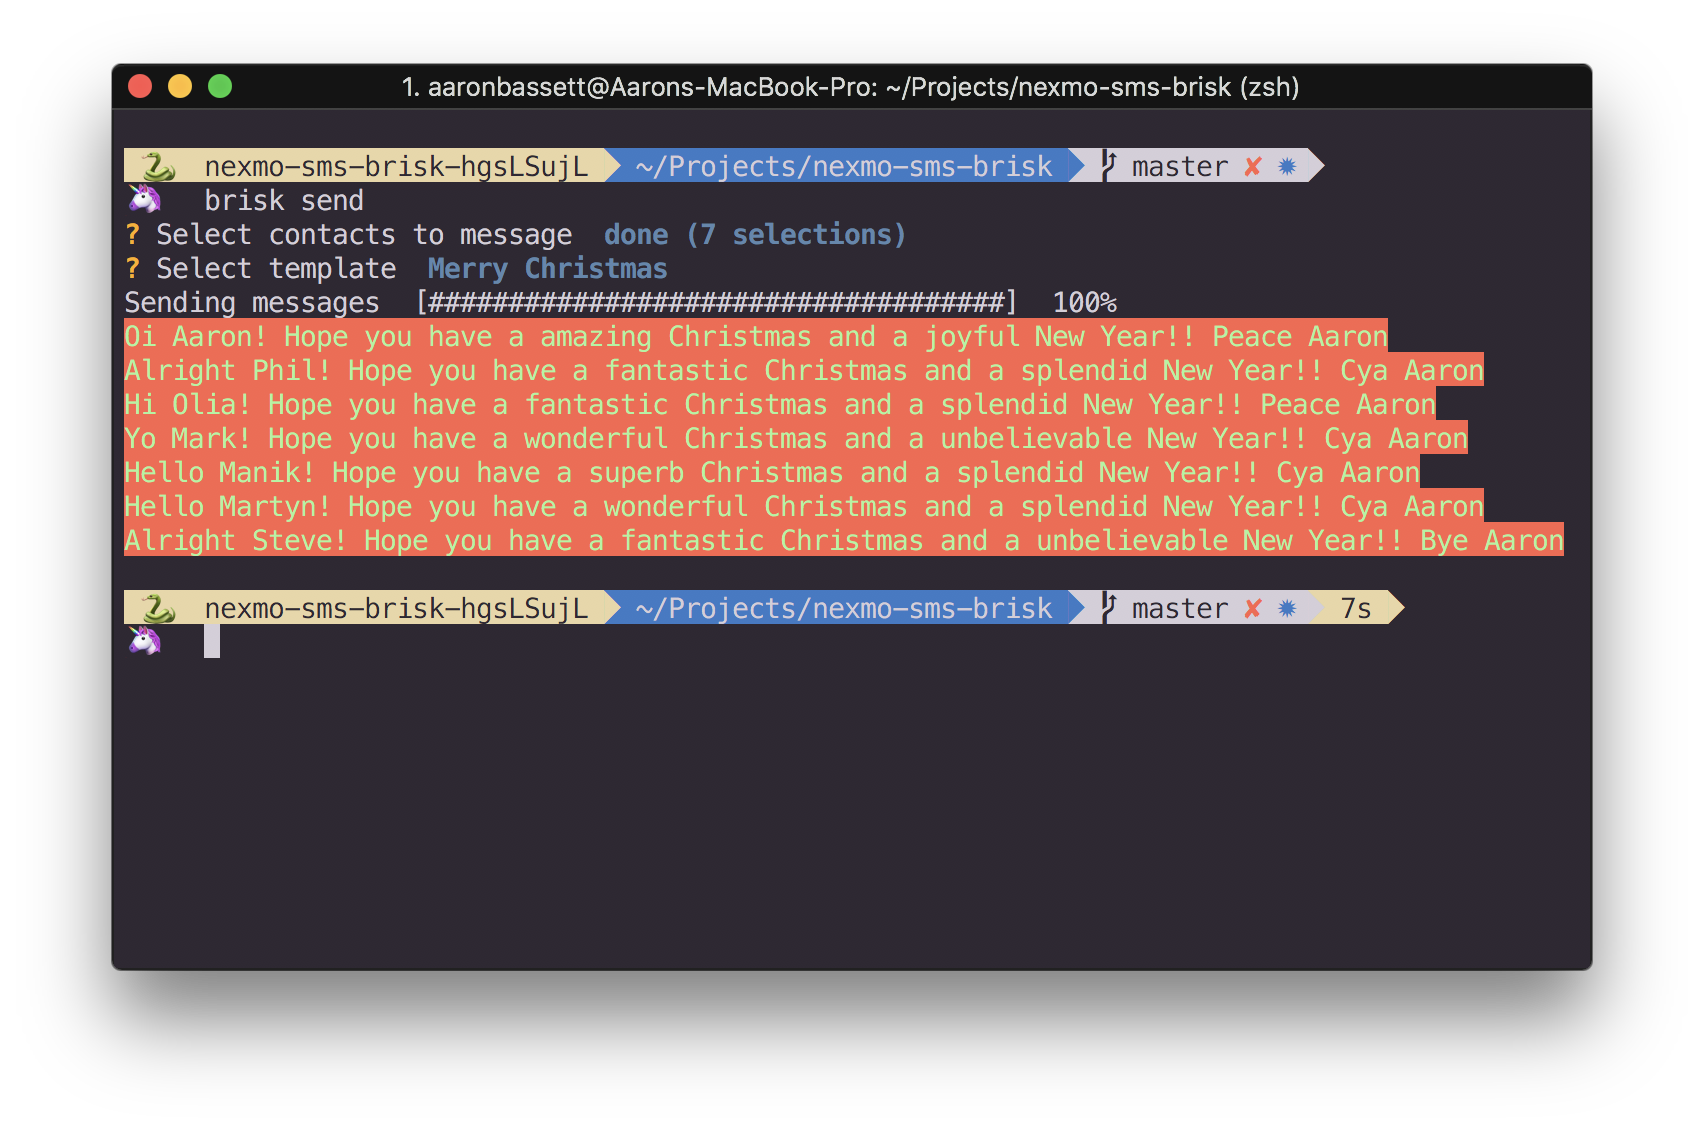 1. aaronbassett@Aarons-MacBook-Pro: ~/Projects/nexmo-sms-brisk (zsh)
nexmo-sms-brisk-hgsLSujL ~/Projects/nexmo-sms-brisk master ✘ ✹
brisk send
? Select contacts to message done (7 selections)
? Select template Merry Christmas
Sending messages [####################################] 100%
Oi Aaron! Hope you have a amazing Christmas and a joyful New Year!! Peace Aaron
Alright Phil! Hope you have a fantastic Christmas and a splendid New Year!! Cya Aaron
Hi Olia! Hope you have a fantastic Christmas and a splendid New Year!! Peace Aaron
Yo Mark! Hope you have a wonderful Christmas and a unbelievable New Year!! Cya Aaron
Hello Manik! Hope you have a superb Christmas and a splendid New Year!! Cya Aaron
Hello Martyn! Hope you have a wonderful Christmas and a splendid New Year!! Cya Aaron
Alright Steve! Hope you have a fantastic Christmas and a unbelievable New Year!! Bye Aaron
nexmo-sms-brisk-hgsLSujL ~/Projects/nexmo-sms-brisk master ✘ ✹ 7s